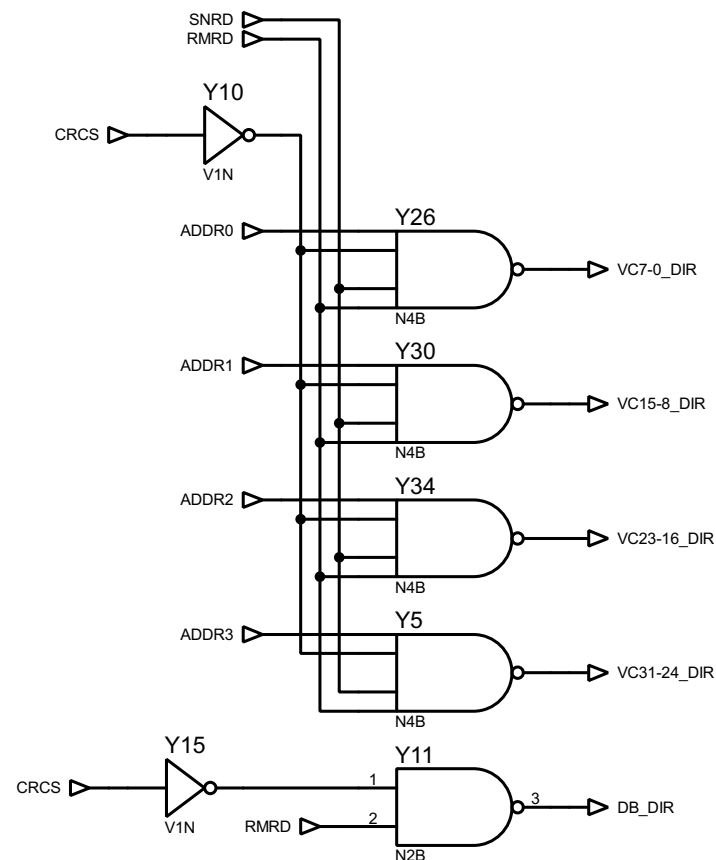 SNRD
RMRD
Y10
CRCS
V1N
Y26
ADDR0
VC7-0_DIR
N4B
Y30
ADDR1
VC15-8_DIR
N4B
Y34
ADDR2
VC23-16_DIR
N4B
Y5
ADDR3
VC31-24_DIR
N4B
Y15
Y11
CRCS
1
3
DB_DIR
V1N
RMRD
2
N2B